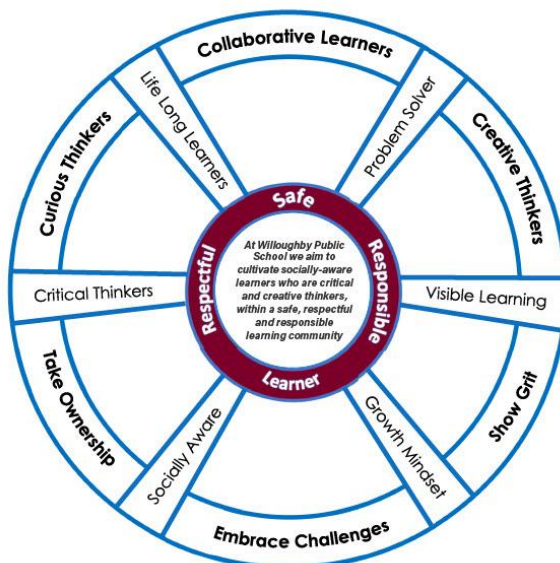 Collaborative Learners
Life Long Learners
Problem Solver
Curious Thinkers
Creative Thinkers
Safe
Respectful
Responsible
At Willoughby Public
School we aim to
cultivate socially-aware
learners who are critical
and creative thinkers,
within a safe, respectful
and responsible
learning community
Critical Thinkers
Visible Learning
Learner
Take Ownership
Show Grit
Socially Aware
Growth Mindset
Embrace Challenges